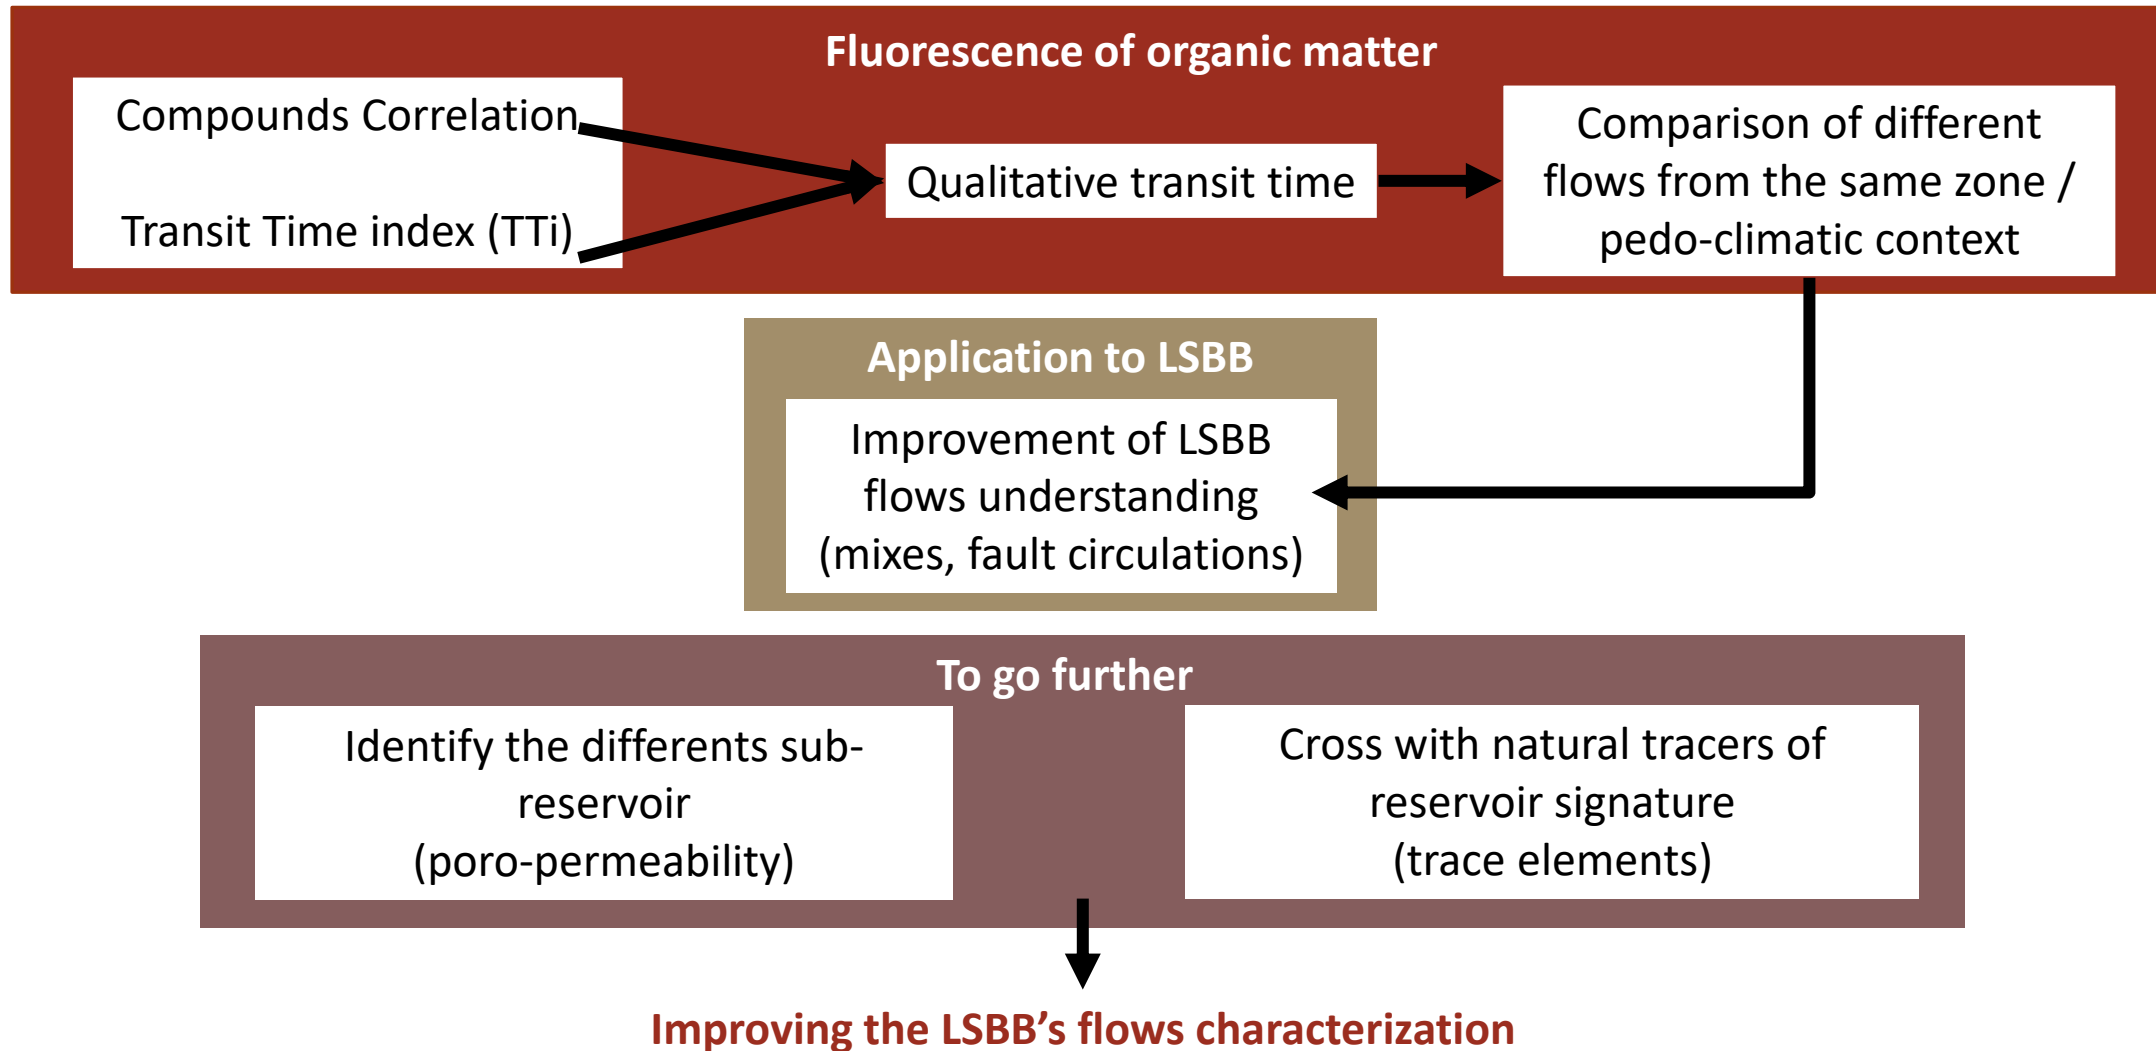 Fluorescence of organic matter
Compounds Correlation
Transit Time index (TTi)
Qualitative transit time
Comparison of different
flows from the same zone /
pedo-climatic context
Application to LSBB
Improvement of LSBB
flows understanding
(mixes, fault circulations)
To go further
Identify the differents sub-
reservoir
(poro-permeability)
Cross with natural tracers of
reservoir signature
(trace elements)
Improving the LSBB's flows characterization